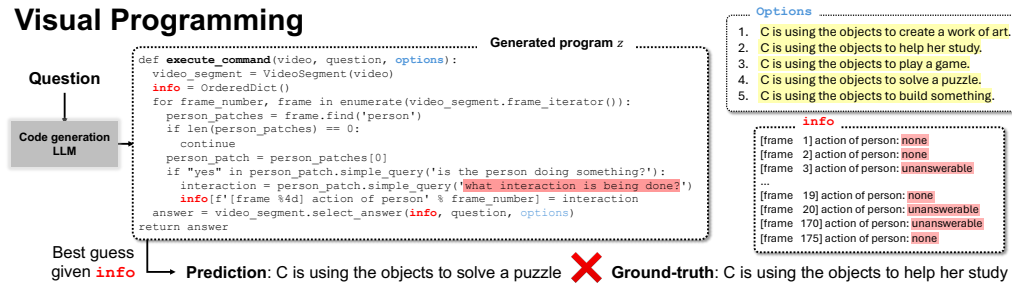 Visual Programming
Question
Code generation
LLM
Generated program z
def execute_command(video, question, options):
video_segment = VideoSegment(video)
info = OrderedDict()
for frame_number, frame in enumerate(video_segment.frame_iterator()):
person_patches = frame.find('person')
if len(person_patches) == 0:
continue
person_patch = person_patches[0]
if "yes" in person_patch.simple_query('is the person doing something?'):
interaction = person_patch.simple_query('what interaction is being done?')
info[f'[frame %4d] action of person' % frame_number] = interaction
answer = video_segment.select_answer(info, question, options)
return answer
Options
1. C is using the objects to create a work of art.
2. C is using the objects to help her study.
3. C is using the objects to play a game.
4. C is using the objects to solve a puzzle.
5. C is using the objects to build something.
info
[frame 1] action of person: none
[frame 2] action of person: none
[frame 3] action of person: unanswerable
...
[frame 19] action of person: none
[frame 20] action of person: unanswerable
[frame 170] action of person: unanswerable
[frame 175] action of person: none
Best guess
given info
Prediction: C is using the objects to solve a puzzle
Ground-truth: C is using the objects to help her study